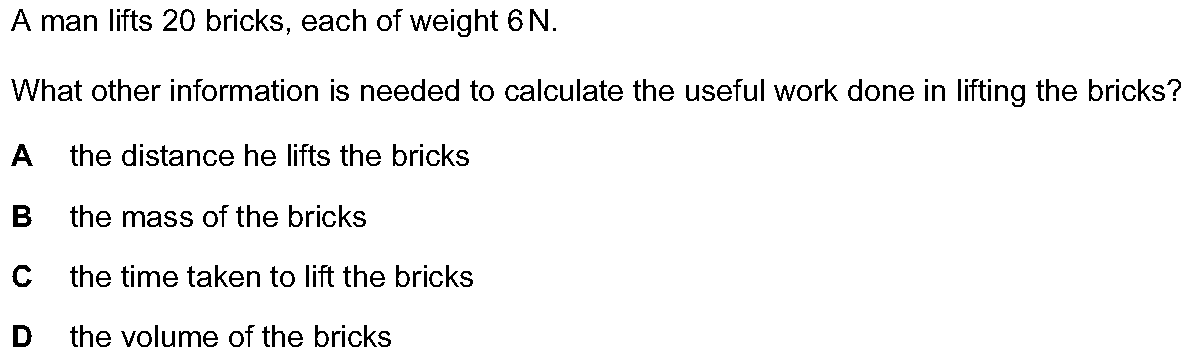 A man lifts 20 bricks, each of weight 6 N.
What other information is needed to calculate the useful work done in lifting the bricks?
A the distance he lifts the bricks
B the mass of the bricks
C the time taken to lift the bricks
D the volume of the bricks